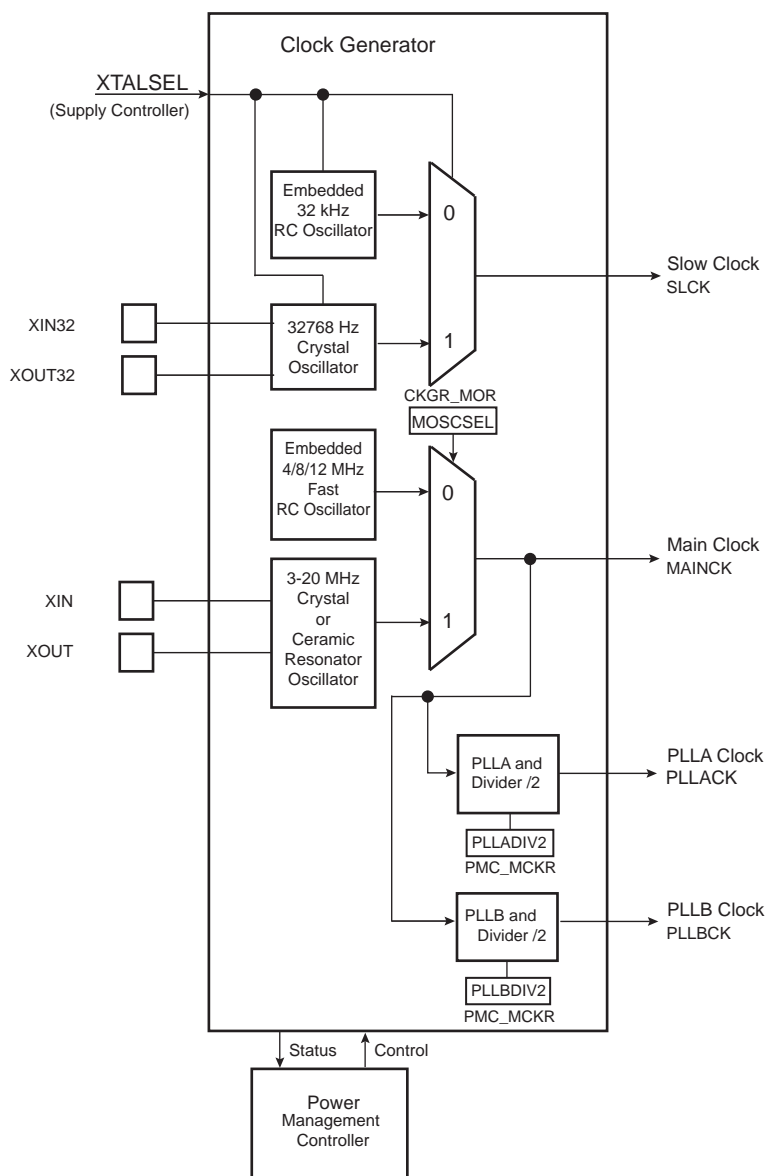 Clock Generator
XTALSEL
(Supply Controller)
Embedded
32 kHz
RC Oscillator
0
Slow Clock
SLCK
XIN32
32768 Hz
Crystal
Oscillator
1
XOUT32
CKGR_MOR
MOSCSEL
Embedded
4/8/12 MHz
Fast
RC Oscillator
0
Main Clock
MAINCK
XIN
3-20 MHz
Crystal
or
Ceramic
Resonator
Oscillator
1
XOUT
PLLA and
Divider /2
PLLA Clock
PLLACK
PLLADIV2
PMC_MCKR
PLLB and
Divider /2
PLLB Clock
PLLBCK
PLLBDIV2
PMC_MCKR
Status
Control
Power
Management
Controller